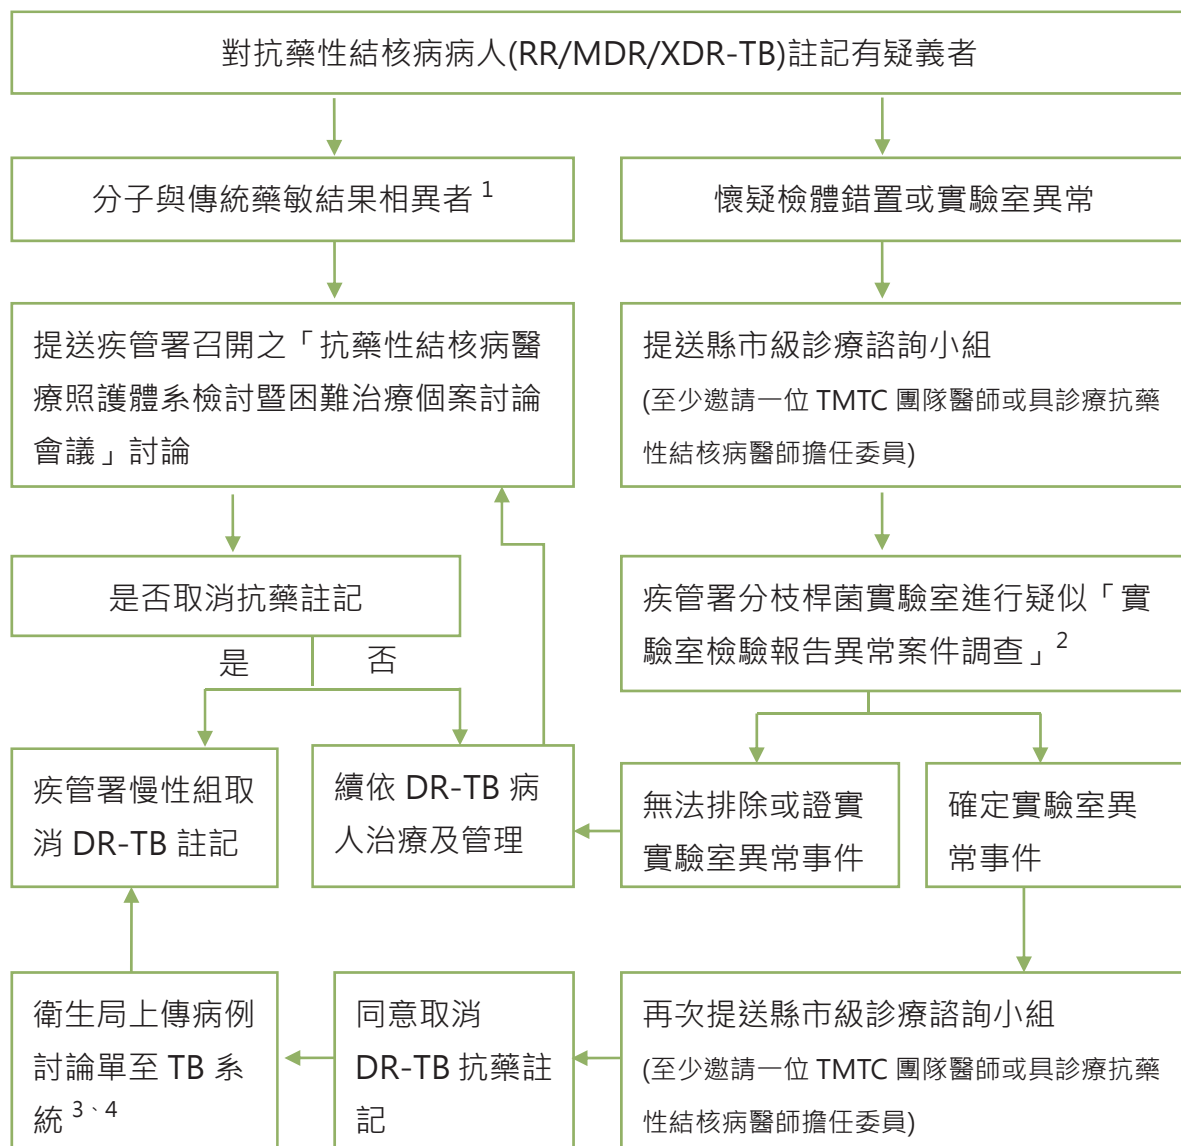 對抗藥性結核病病人(RR/MDR/XDR-TB)註記有疑義者
分子與傳統藥敏結果相異者 1
懷疑檢體錯置或實驗室異常
提送疾管署召開之「抗藥性結核病醫
療照護體系檢討暨困難治療個案討論
會議」討論
提送縣市級診療諮詢小組
(至少邀請一位 TMTC 團隊醫師或具診療抗藥
性結核病醫師擔任委員)
是否取消抗藥註記
疾管署分枝桿菌實驗室進行疑似「實
驗室檢驗報告異常案件調查」2
是
否
疾管署慢性組取
消 DR-TB 註記
續依 DR-TB 病
人治療及管理
無法排除或證實
實驗室異常事件
確定實驗室異
常事件
衛生局上傳病例
討論單至 TB 系
統 3、4
同意取消
DR-TB 抗藥註
記
再次提送縣市級診療諮詢小組
(至少邀請一位 TMTC 團隊醫師或具診療抗藥
性結核病醫師擔任委員)